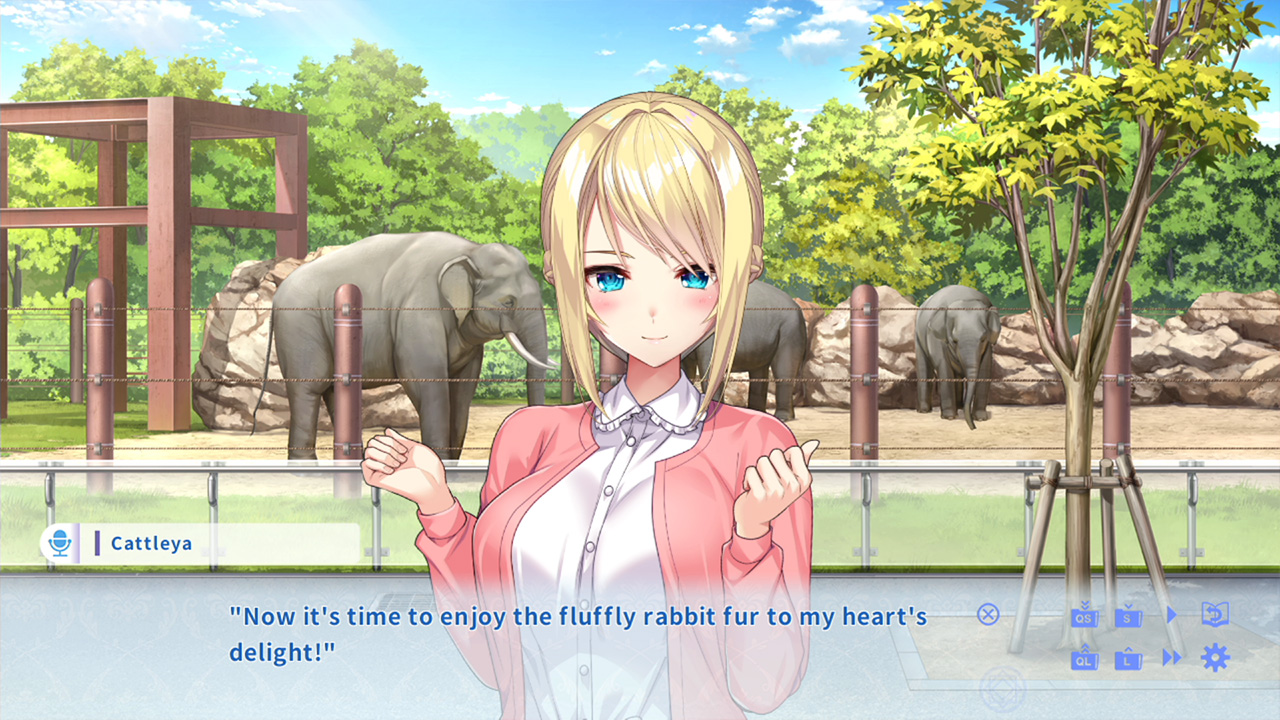 Cattleya
"Now it's time to enjoy the fluffly rabbit fur to my heart's
delight!"
QS S
QL L